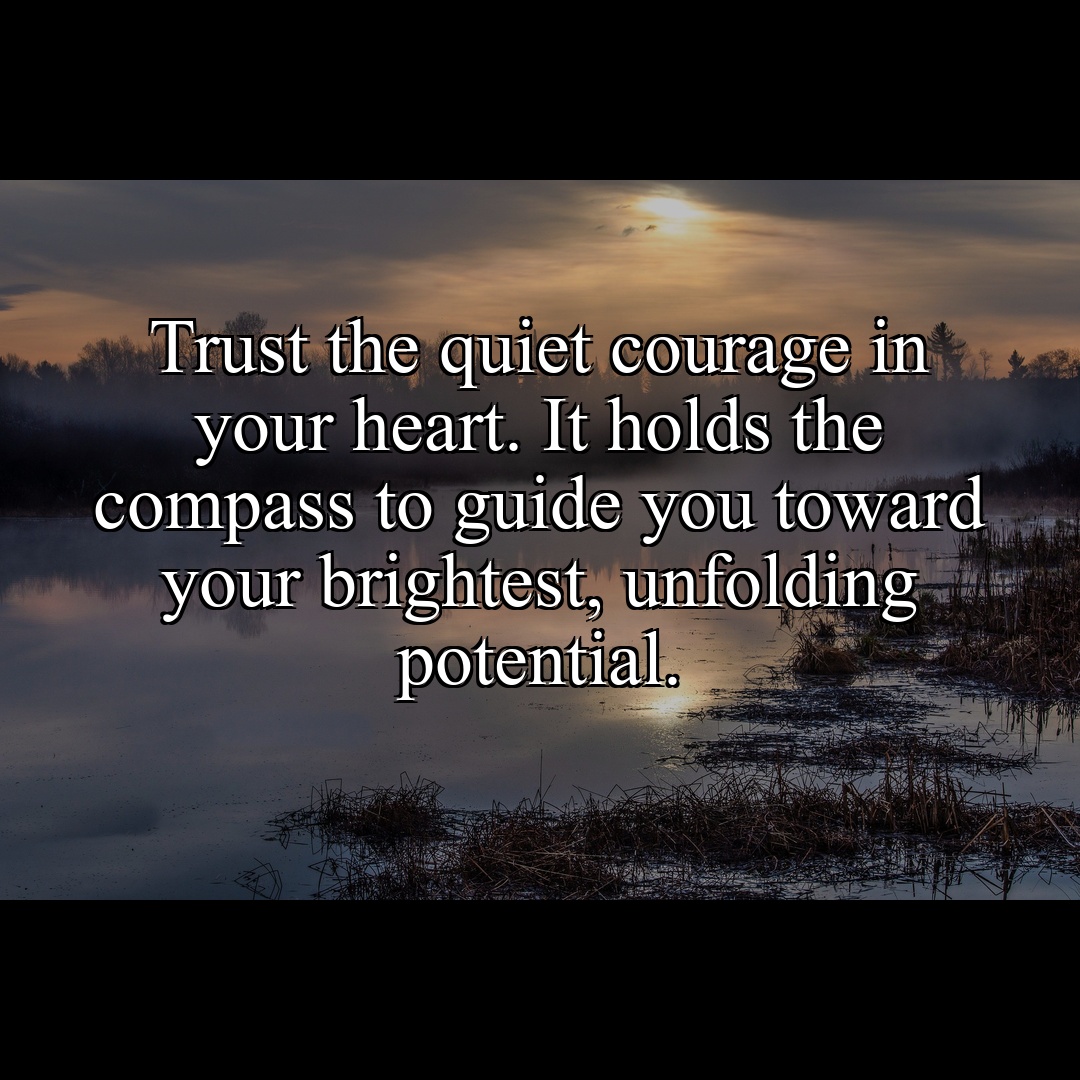 Trust the quiet courage in
your heart. It holds the
compass to guide you toward
your brightest, unfolding
potential.